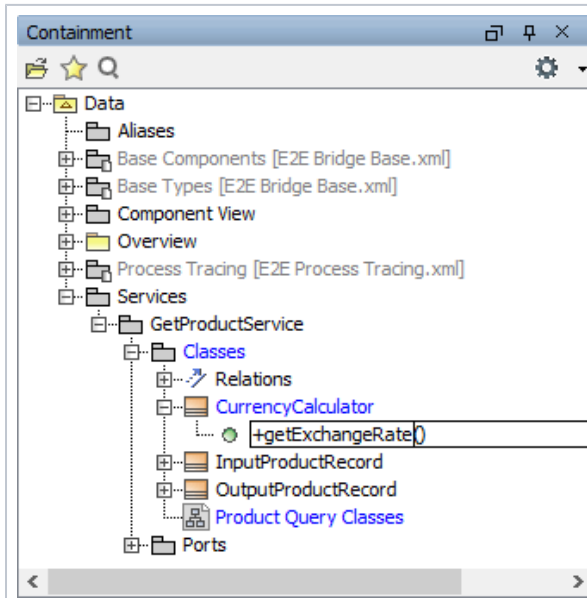 Containment
Data
Aliases
Base Components [E2E Bridge Base.xml]
Base Types [E2E Bridge Base.xml]
Component View
Overview
Process Tracing [E2E Process Tracing.xml]
Services
GetProductService
Classes
Relations
CurrencyCalculator
+getExchangeRate()
InputProductRecord
OutputProductRecord
Product Query Classes
Ports